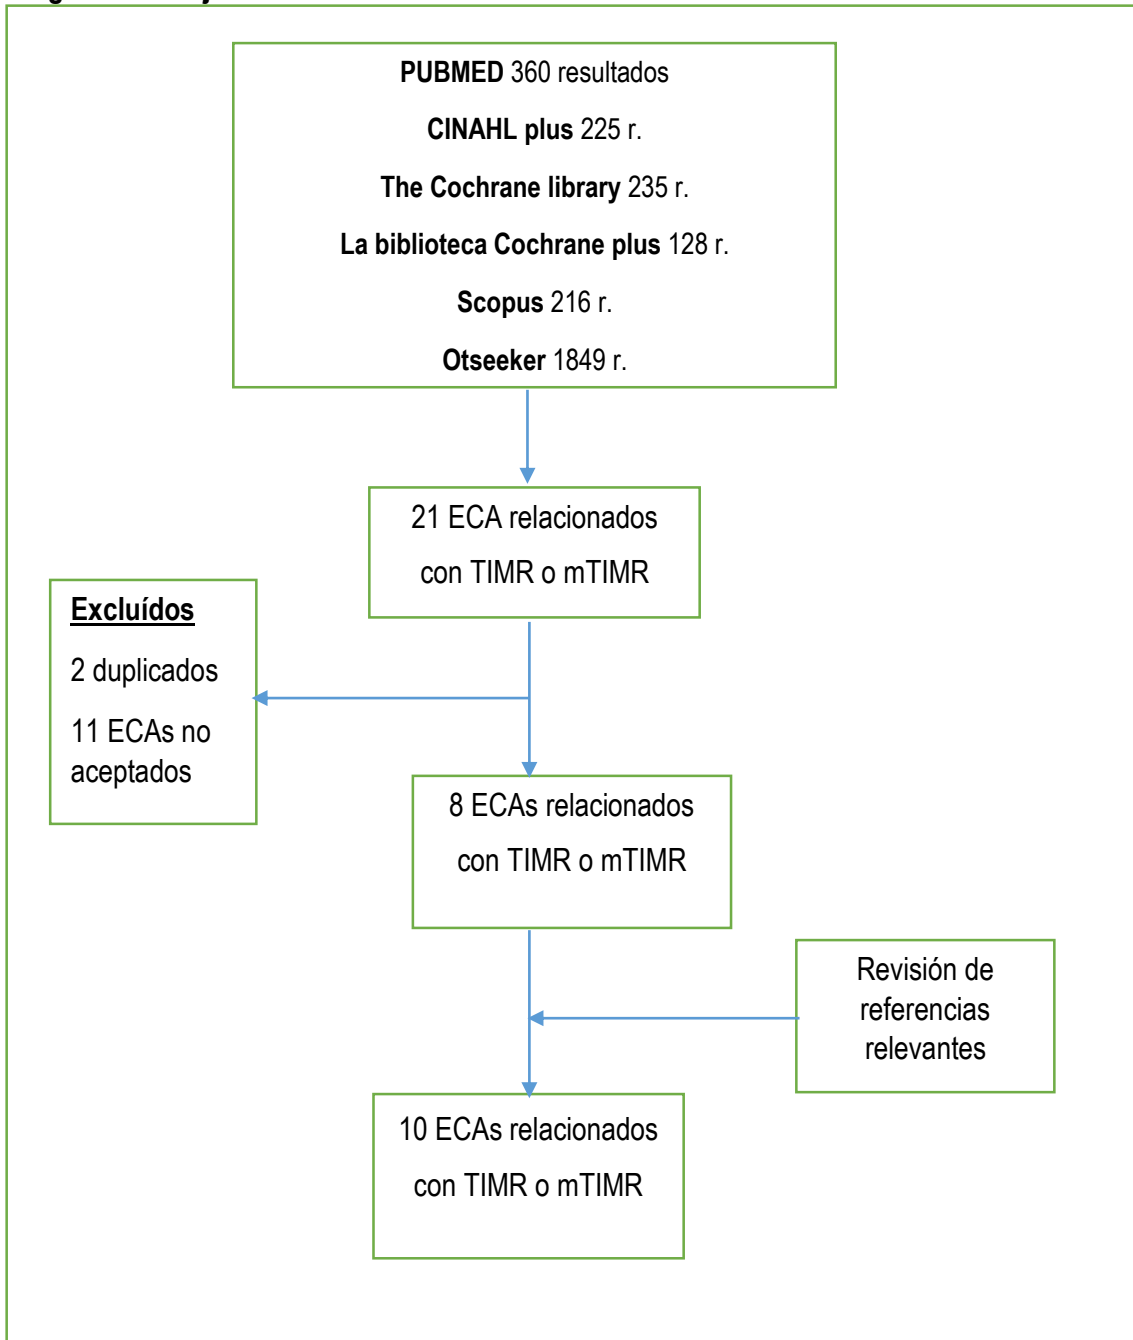 PUBMED 360 resultados
CINAHL plus 225 r.
The Cochrane library 235 r.
La biblioteca Cochrane plus 128 r.
Scopus 216 r.
Otseeker 1849 r.
21 ECA relacionados
con TIMR o mTIMR
Excluídos
2 duplicados
11 ECAs no
aceptados
8 ECAs relacionados
con TIMR o mTIMR
Revisión de
referencias
relevantes
10 ECAs relacionados
con TIMR o mTIMR